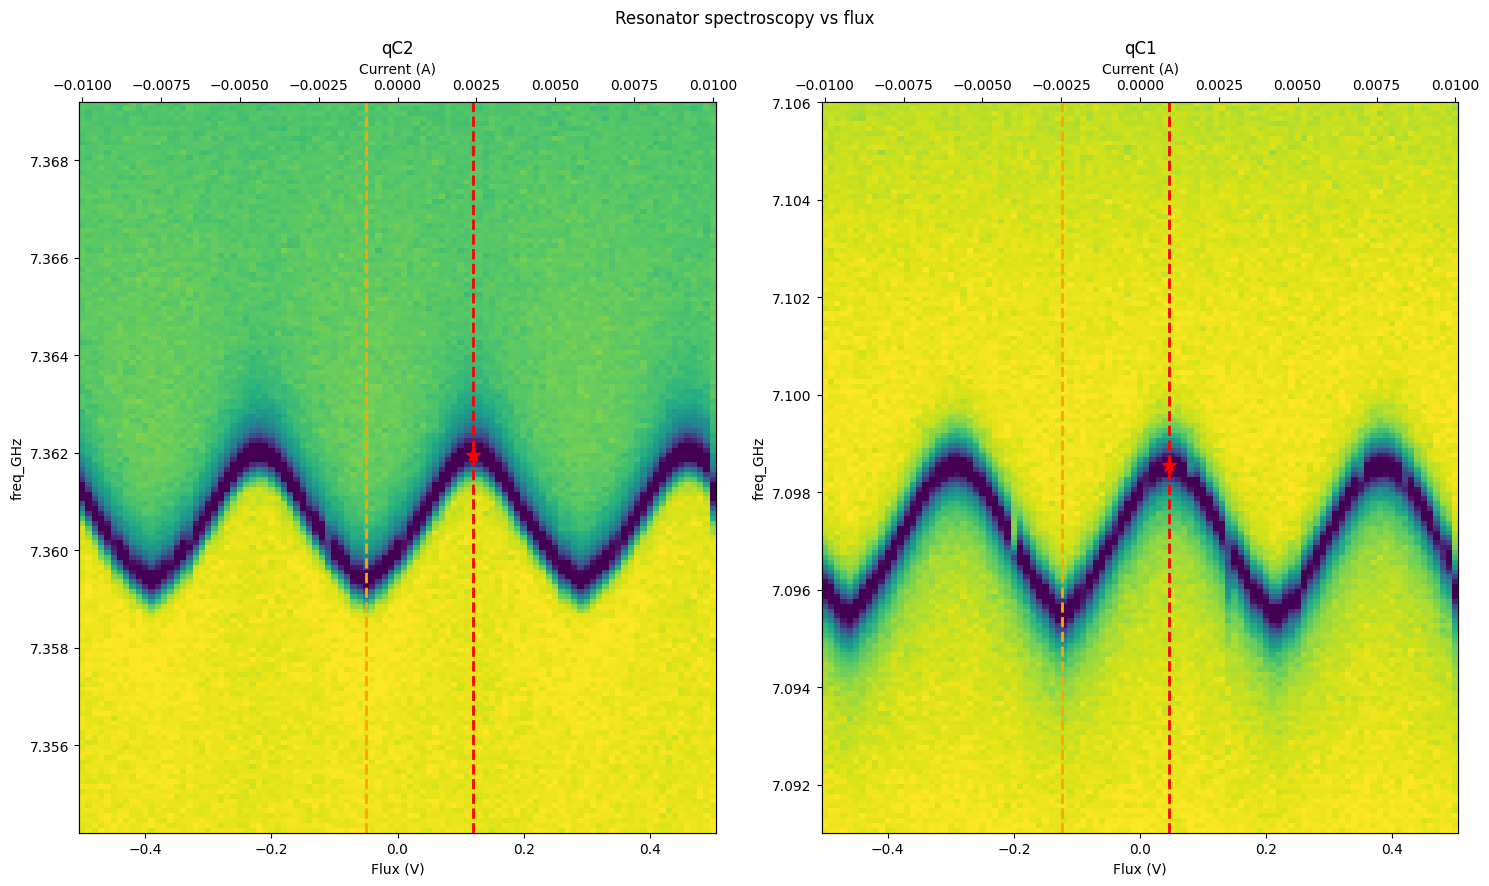 Resonator spectroscopy vs flux
qC2
Current (A)
−0.0100 −0.0075 −0.0050 −0.0025 0.0000 0.0025 0.0050 0.0075 0.0100
7.368
7.366
7.364
7.362
7.360
7.358
7.356
freq_GHz
−0.4 −0.2 0.0 0.2 0.4
Flux (V)
qC1
Current (A)
−0.0100 −0.0075 −0.0050 −0.0025 0.0000 0.0025 0.0050 0.0075 0.0100
7.106
7.104
7.102
7.100
7.098
7.096
7.094
7.092
freq_GHz
−0.4 −0.2 0.0 0.2 0.4
Flux (V)